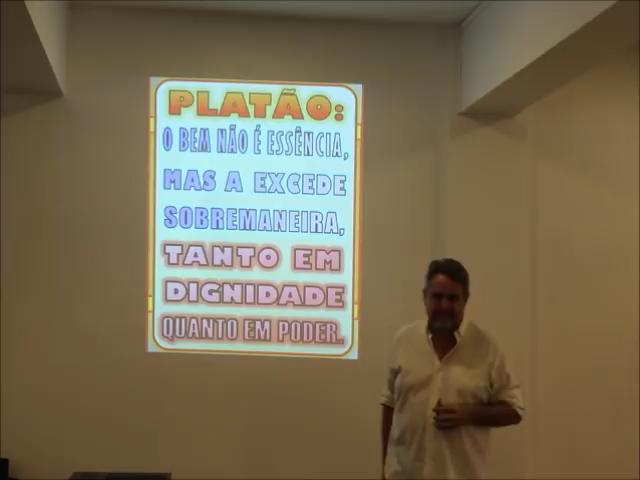 PLATÃO:
O BEM NÃO É ESSÊNCIA,
MAS A EXCEDE
SOBREMANEIRA,
TANTO EM
DIGNIDADE
QUANTO EM PODER.